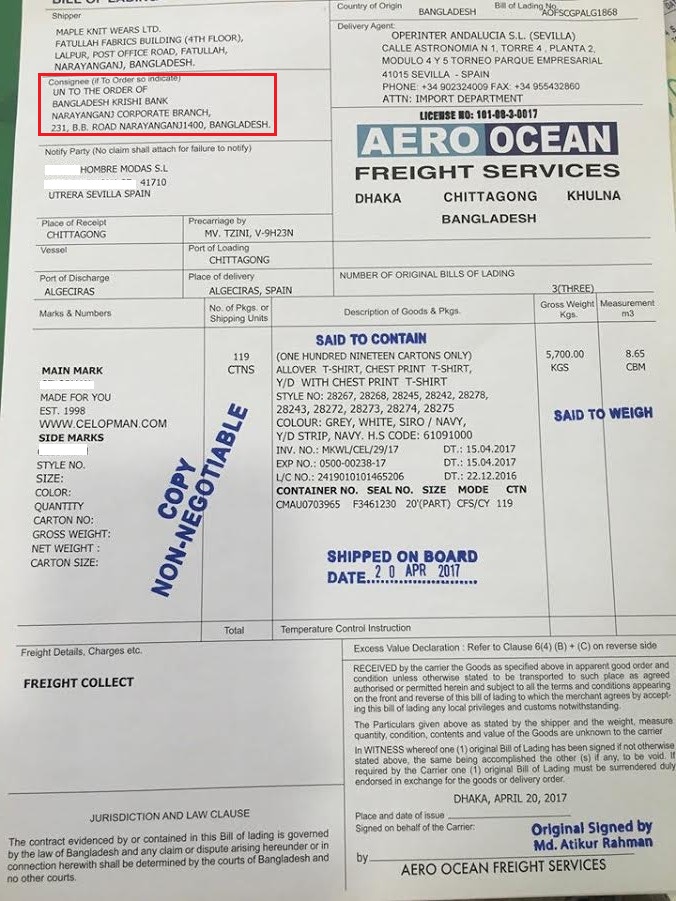 BILL OF LADING
Shipper
MAPLE KNIT WEARS LTD.
FATULLAH FABRICS BUILDING (4TH FLOOR),
LALPUR, POST OFFICE ROAD, FATULLAH,
NARAYANGANJ, BANGLADESH.
Country of Origin BANGLADESH
Bill of Lading No. AOFSCGPALG1868
Delivery Agent:
OPERINTER ANDALUCIA S.L. (SEVILLA)
CALLE ASTRONOMIA N 1, TORRE 4 , PLANTA 2,
MODULO 4 Y 5 TORNEO PARQUE EMPRESARIAL
41015 SEVILLA - SPAIN
PHONE: +34 902324009 FAX: +34 955432860
ATTN: IMPORT DEPARTMENT
Consignee (if To Order so indicate)
UN TO THE ORDER OF
BANGLADESH KRISHI BANK
NARAYANGANJ CORPORATE BRANCH,
231, B.B. ROAD NARAYANGANJ1400, BANGLADESH.
LICENSE NO: 101-08-3-0017
AERO OCEAN
FREIGHT SERVICES
DHAKA CHITTAGONG KHULNA
BANGLADESH
Notify Party (No claim shall attach for failure to notify)
HOMBRE MODAS S.L
41710
UTRERA SEVILLA SPAIN
Place of Receipt
CHITTAGONG
Precarriage by
MV. TZINI, V-9H23N
Vessel
Port of Loading
CHITTAGONG
Port of Discharge
ALGECIRAS
Place of delivery
ALGECIRAS, SPAIN
NUMBER OF ORIGINAL BILLS OF LADING
3(THREE)
Marks & Numbers
No. of Pkgs. or
Shipping Units
Description of Goods & Pkgs.
Gross Weight
Kgs.
Measurement
m3
MAIN MARK
MADE FOR YOU
EST. 1998
WWW.CELOPMAN.COM
SIDE MARKS
STYLE NO.
SIZE:
COLOR:
QUANTITY
CARTON NO:
GROSS WEIGHT:
NET WEIGHT :
CARTON SIZE:
119
CTNS
COPY
NON-NEGOTIABLE
SAID TO CONTAIN
(ONE HUNDRED NINETEEN CARTONS ONLY)
ALLOVER T-SHIRT, CHEST PRINT T-SHIRT,
Y/D WITH CHEST PRINT T-SHIRT
STYLE NO: 28267, 28268, 28245, 28242, 28278,
28243, 28272, 28273, 28274, 28275
COLOUR: GREY, WHITE, SIRO / NAVY,
Y/D STRIP, NAVY. H.S CODE: 61091000
INV. NO.: MKWL/CEL/29/17 DT.: 15.04.2017
EXP NO.: 0500-00238-17 DT.: 15.04.2017
L/C NO.: 2419010101465206 DT.: 22.12.2016
CONTAINER NO. SEAL NO. SIZE MODE CTN
CMAU0703965 F3461230 20'(PART) CFS/CY 119
5,700.00
KGS
8.65
CBM
SAID TO WEIGH
SHIPPED ON BOARD
DATE. 20 APR 2017
Total
Temperature Control Instruction
Freight Details, Charges etc.
FREIGHT COLLECT
Excess Value Declaration : Refer to Clause 6(4) (B) + (C) on reverse side
RECEIVED by the carrier the Goods as specified above in apparent good order and
condition unless otherwise stated to be transported to such place as agreed
authorised or permitted herein and subject to all the terms and conditions appearing
on the front and reverse of this bill of lading to which the merchant agrees by accept-
ing this bill of lading any local privileges and customs notwithstanding.
The Particulars given above as stated by the shipper and the weight, measure
quantity, condition, contents and value of the Goods are unknown to the carrier
In WITNESS whereof one (1) original Bill of Lading has been signed if not otherwise
stated above, the same being accomplished the other (s) if any, to be void. If
required by the Carrier one (1) original Bill of Lading must be surrendered duly
endorsed in exchange for the goods or delivery order.
DHAKA, APRIL 20, 2017
Place and date of issue
Signed on behalf of the Carrier:
Original Signed by
Md. Atikur Rahman
by
AERO OCEAN FREIGHT SERVICES
JURISDICTION AND LAW CLAUSE
The contract evidenced by or contained in this Bill of lading is governed
by the law of Bangladesh and any claim or dispute arising hereunder or in
connection herewith shall be determined by the courts of Bangladesh and
no other courts.